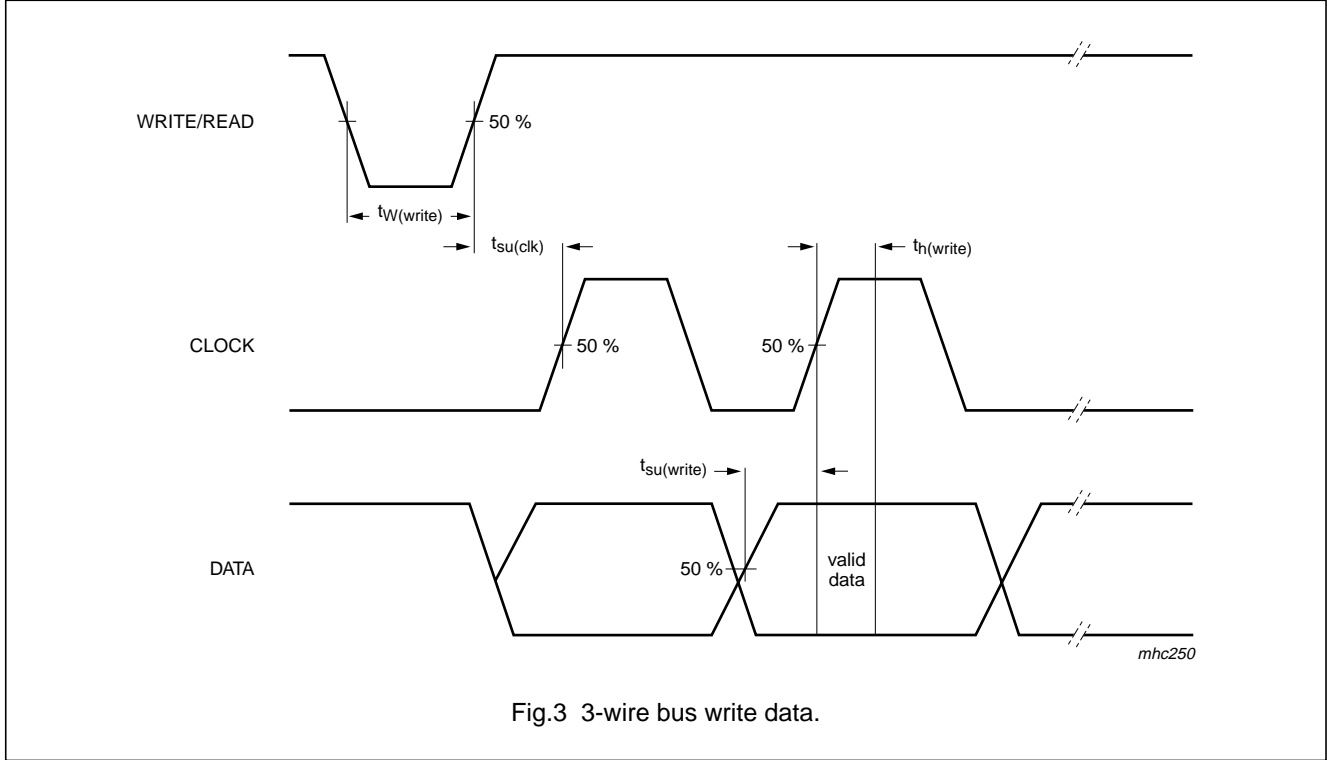 WRITE/READ
50 %
tW(write)
tsu(clk)
th(write)
CLOCK
50 %
50 %
tsu(write)
DATA
50 %
valid
data
mhc250
Fig.3 3-wire bus write data.